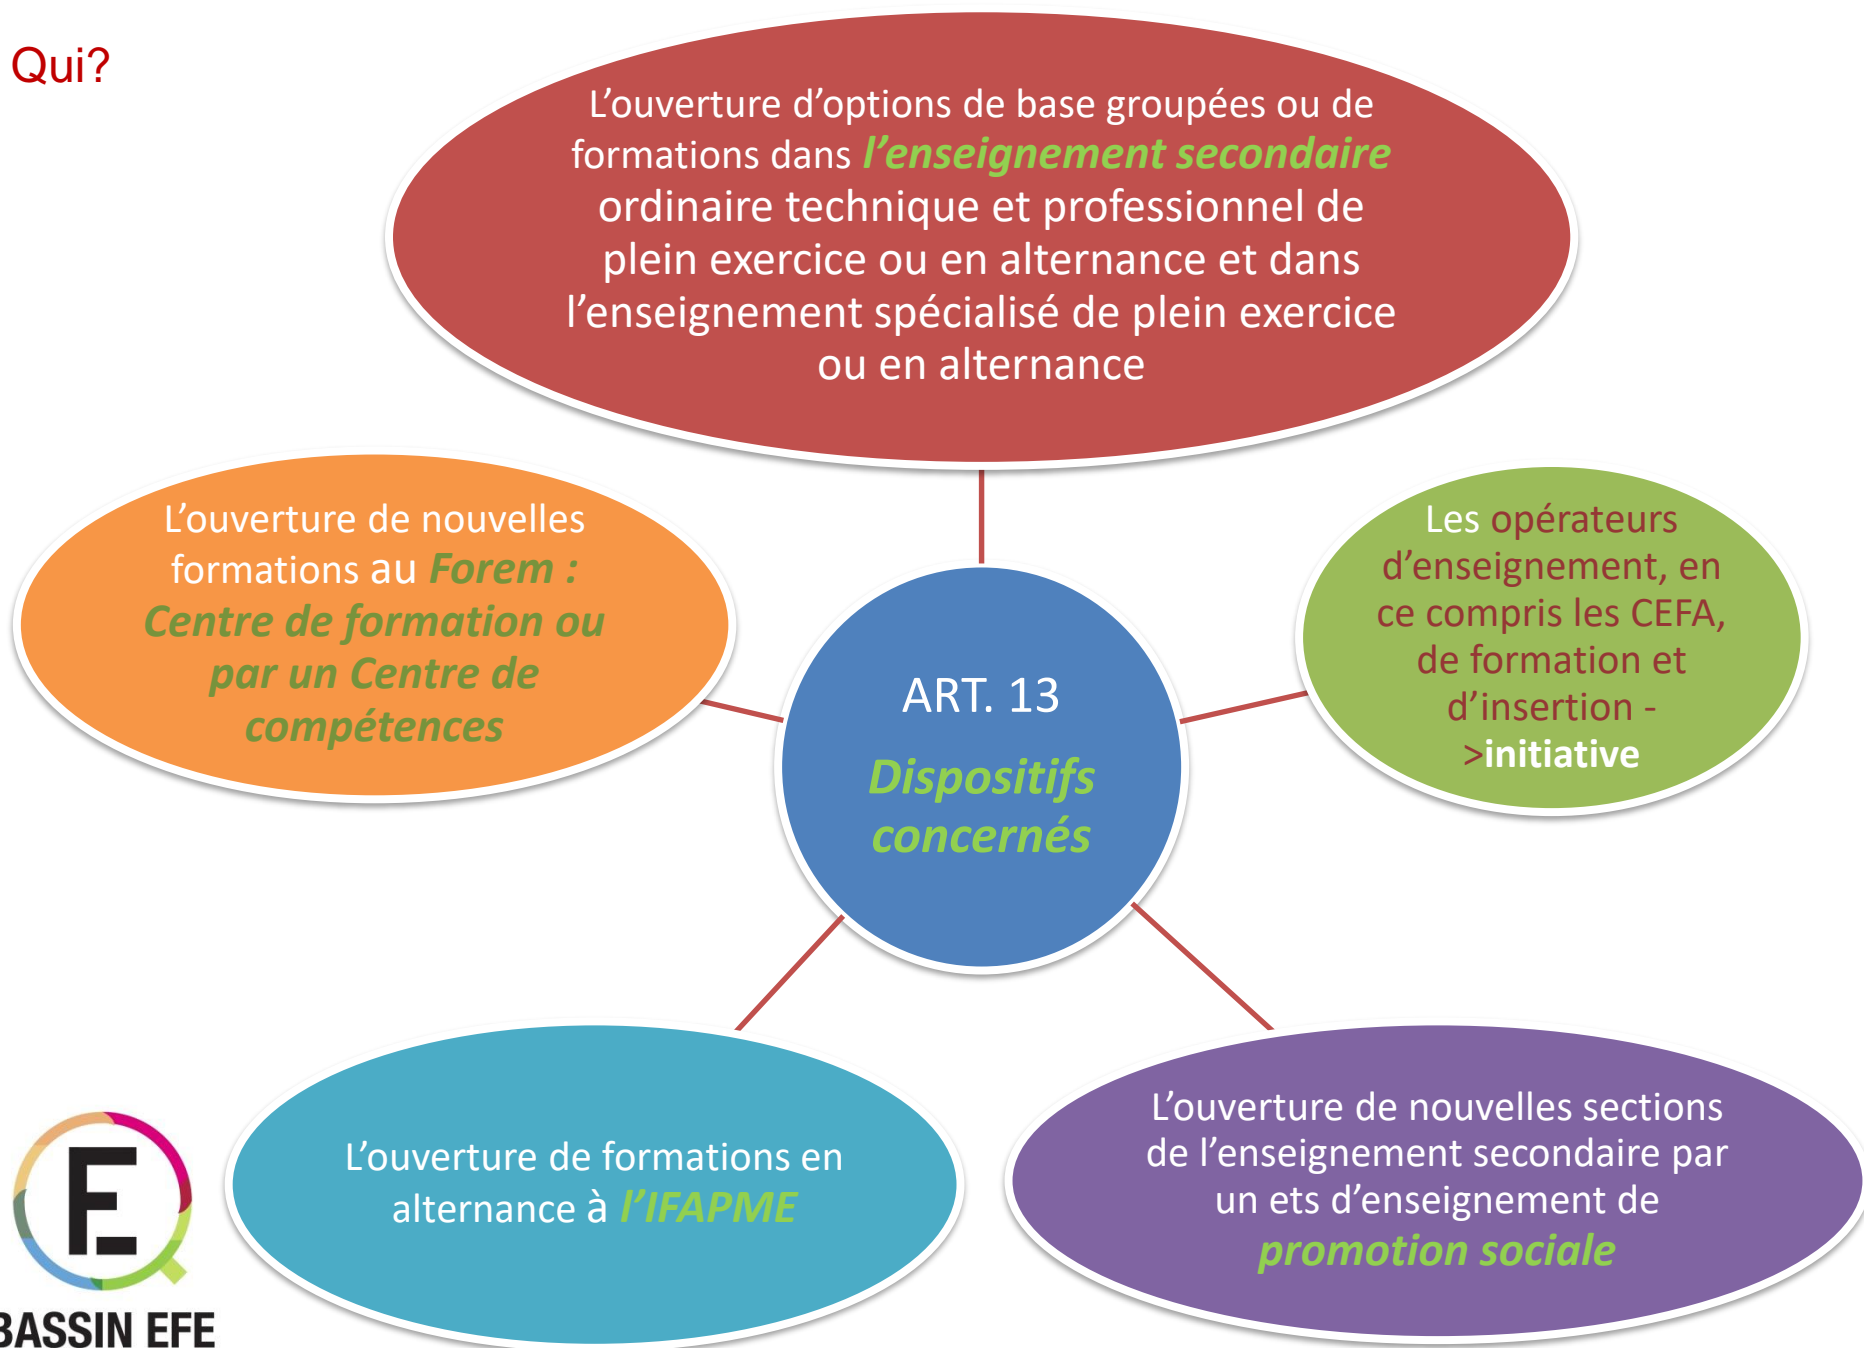 Qui?
L'ouverture d'options de base groupées ou de
formations dans l'enseignement secondaire
ordinaire technique et professionnel de
plein exercice ou en alternance et dans
l'enseignement spécialisé de plein exercice
ou en alternance
L'ouverture de nouvelles
formations au Forem :
Centre de formation ou
par un Centre de
compétences
Les opérateurs
d'enseignement, en
ce compris les CEFA,
de formation et
d'insertion -
>initiative
ART. 13
Dispositifs
concernés
L'ouverture de formations en
alternance à l'IFAPME
L'ouverture de nouvelles sections
de l'enseignement secondaire par
un ets d'enseignement de
promotion sociale
BASSIN EFE